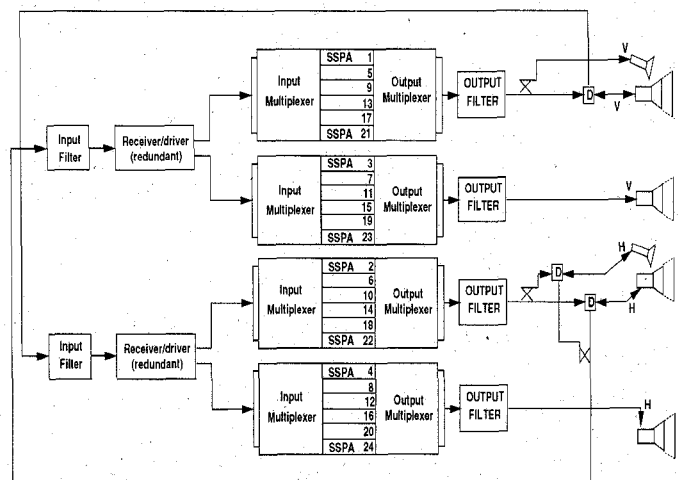 Input
Filter
Receiver/driver
(redundant)
Input
Multiplexer
SSPA 1
5
9
13
17
SSPA 21
Output
Multiplexer
OUTPUT
FILTER
V
D
V
Input
Multiplexer
SSPA 3
7
11
15
19
SSPA 23
Output
Multiplexer
OUTPUT
FILTER
V
Input
Filter
Receiver/driver
(redundant)
Input
Multiplexer
SSPA 2
6
10
14
18
SSPA 22
Output
Multiplexer
OUTPUT
FILTER
D
H
D
H
Input
Multiplexer
SSPA 4
8
12
16
20
SSPA 24
Output
Multiplexer
OUTPUT
FILTER
H